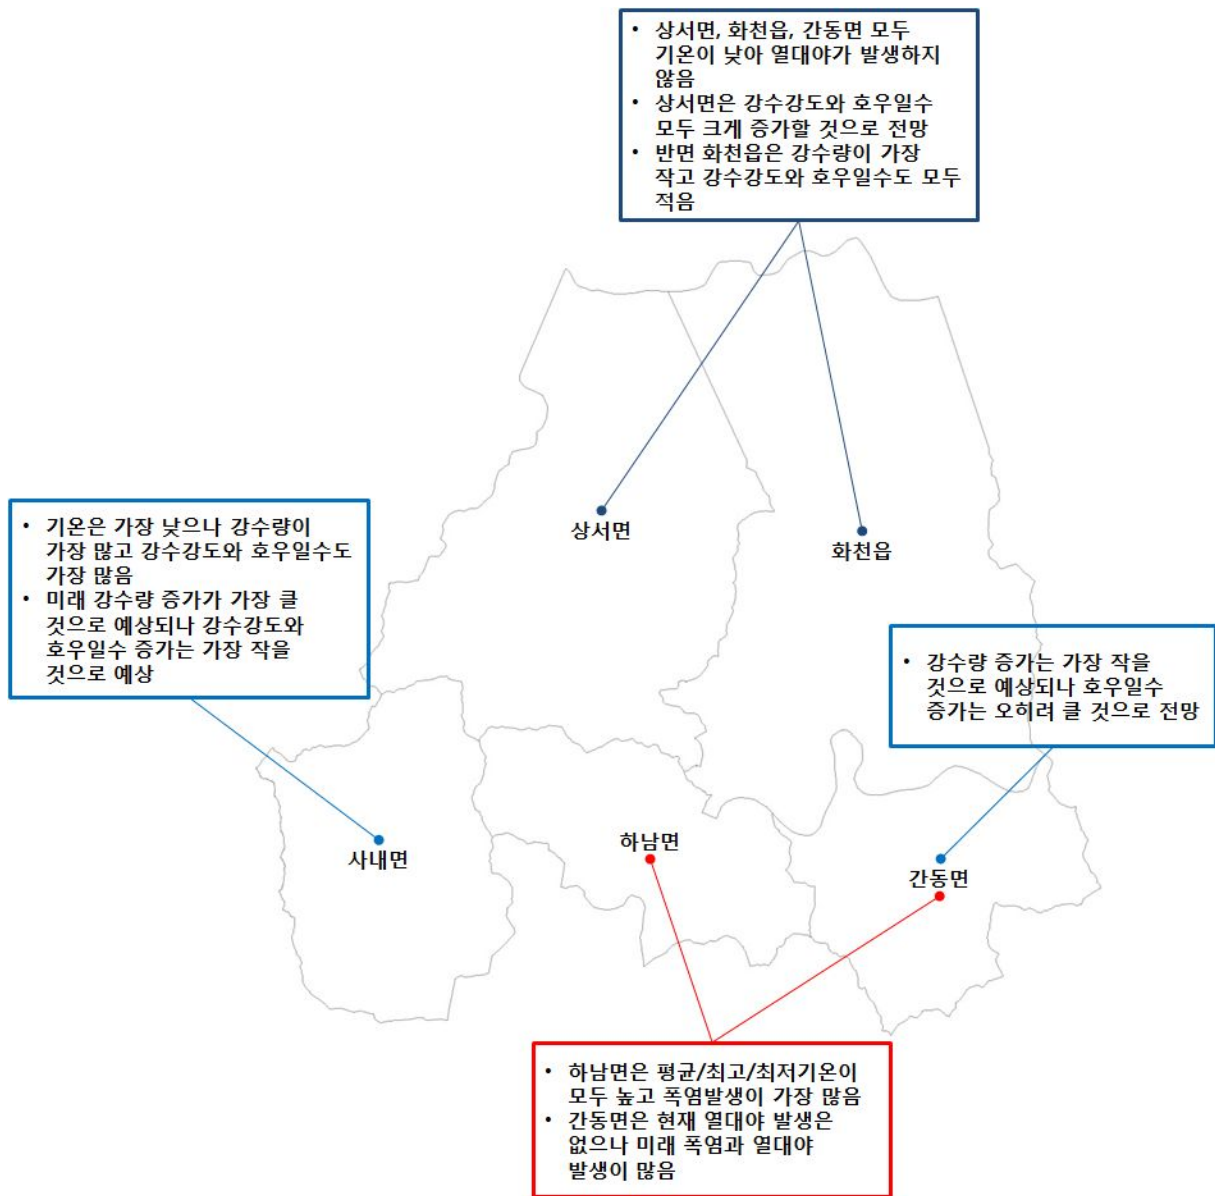 • 상서면, 화천읍, 간동면 모두
기온이 낮아 열대야가 발생하지
않음
• 상서면은 강수강도와 호우일수
모두 크게 증가할 것으로 전망
• 반면 화천읍은 강수량이 가장
작고 강수강도와 호우일수도 모두
적음
상서면
화천읍
• 기온은 가장 낮으나 강수량이
가장 많고 강수강도와 호우일수도
가장 많음
• 미래 강수량 증가가 가장 클
것으로 예상되나 강수강도와
호우일수 증가는 가장 작을
것으로 예상
• 강수량 증가는 가장 작을
것으로 예상되나 호우일수
증가는 오히려 클 것으로 전망
사내면
하남면
간동면
• 하남면은 평균/최고/최저기온이
모두 높고 폭염발생이 가장 많음
• 간동면은 현재 열대야 발생은
없으나 미래 폭염과 열대야
발생이 많음